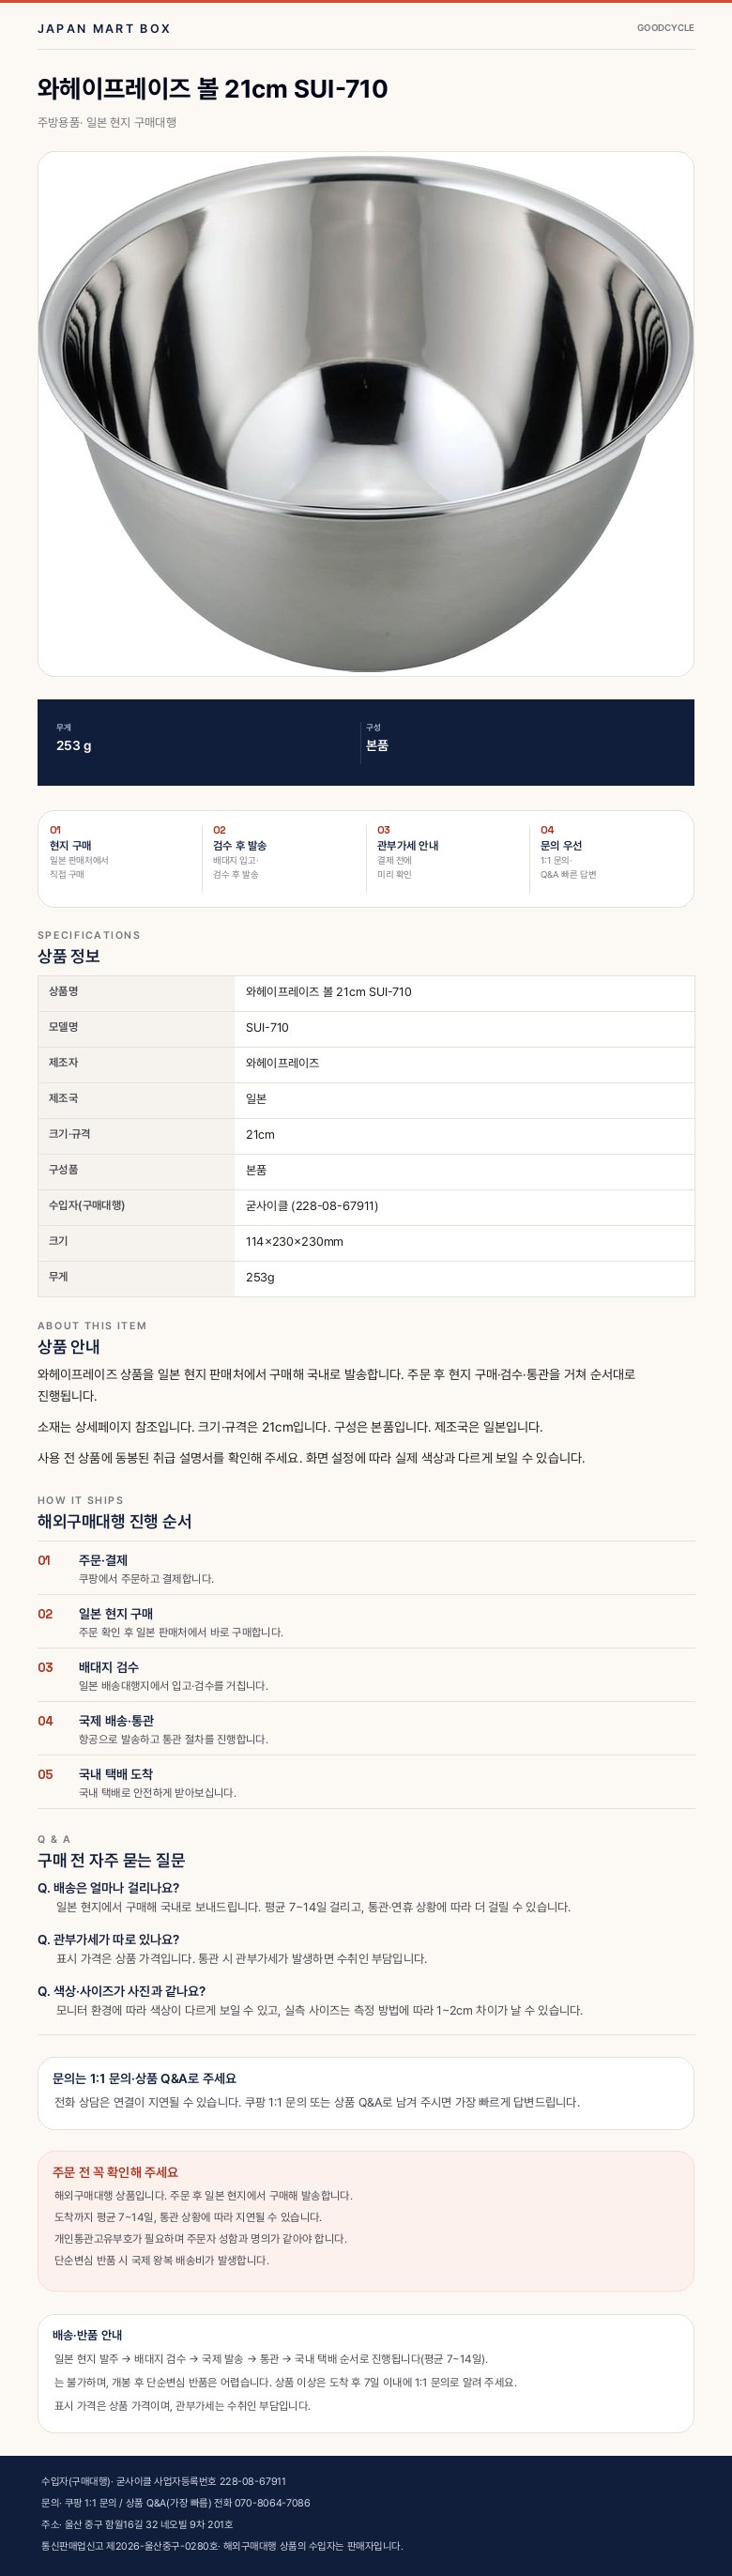 JAPAN MART BOX
GOODCYCLE
와헤이프레이즈 볼 21cm SUI-710
주방용품· 일본 현지 구매대행
무게
253 g
구성
본품
01
현지 구매
일본 판매처에서
직접 구매
02
검수 후 발송
배대지 입고·
검수 후 발송
03
관부가세 안내
결제 전에
미리 확인
04
문의 우선
1:1 문의·
Q&A 빠른 답변
SPECIFICATIONS
상품 정보
상품명 와헤이프레이즈 볼 21cm SUI-710
모델명 SUI-710
제조자 와헤이프레이즈
제조국 일본
크기·규격 21cm
구성품 본품
수입자(구매대행) 굳사이클 (228-08-67911)
크기 114×230×230mm
무게 253g
ABOUT THIS ITEM
상품 안내
와헤이프레이즈 상품을 일본 현지 판매처에서 구매해 국내로 발송합니다. 주문 후 현지 구매·검수·통관을 거쳐 순서대로
진행됩니다.
소재는 상세페이지 참조입니다. 크기·규격은 21cm입니다. 구성은 본품입니다. 제조국은 일본입니다.
사용 전 상품에 동봉된 취급 설명서를 확인해 주세요. 화면 설정에 따라 실제 색상과 다르게 보일 수 있습니다.
HOW IT SHIPS
해외구매대행 진행 순서
01 주문·결제
쿠팡에서 주문하고 결제합니다.
02 일본 현지 구매
주문 확인 후 일본 판매처에서 바로 구매합니다.
03 배대지 검수
일본 배송대행지에서 입고·검수를 거칩니다.
04 국제 배송·통관
항공으로 발송하고 통관 절차를 진행합니다.
05 국내 택배 도착
국내 택배로 안전하게 받아보십니다.
Q & A
구매 전 자주 묻는 질문
Q. 배송은 얼마나 걸리나요?
일본 현지에서 구매해 국내로 보내드립니다. 평균 7~14일 걸리고, 통관·연휴 상황에 따라 더 걸릴 수 있습니다.
Q. 관부가세가 따로 있나요?
표시 가격은 상품 가격입니다. 통관 시 관부가세가 발생하면 수취인 부담입니다.
Q. 색상·사이즈가 사진과 같나요?
모니터 환경에 따라 색상이 다르게 보일 수 있고, 실측 사이즈는 측정 방법에 따라 1~2cm 차이가 날 수 있습니다.
문의는 1:1 문의·상품 Q&A로 주세요
전화 상담은 연결이 지연될 수 있습니다. 쿠팡 1:1 문의 또는 상품 Q&A로 남겨 주시면 가장 빠르게 답변드립니다.
주문 전 꼭 확인해 주세요
해외구매대행 상품입니다. 주문 후 일본 현지에서 구매해 발송합니다.
도착까지 평균 7~14일, 통관 상황에 따라 지연될 수 있습니다.
개인통관고유부호가 필요하며 주문자 성함과 명의가 같아야 합니다.
단순변심 반품 시 국제 왕복 배송비가 발생합니다.
배송·반품 안내
일본 현지 발주 → 배대지 검수 → 국제 발송 → 통관 → 국내 택배 순서로 진행됩니다(평균 7~14일).
는 불가하며, 개봉 후 단순변심 반품은 어렵습니다. 상품 이상은 도착 후 7일 이내에 1:1 문의로 알려 주세요.
표시 가격은 상품 가격이며, 관부가세는 수취인 부담입니다.
수입자(구매대행)· 굳사이클 사업자등록번호 228-08-67911
문의· 쿠팡 1:1 문의 / 상품 Q&A(가장 빠름) 전화 070-8064-7086
주소· 울산 중구 함월16길 32 네오빌 9차 201호
통신판매업신고 제2026-울산중구-0280호· 해외구매대행 상품의 수입자는 판매자입니다.